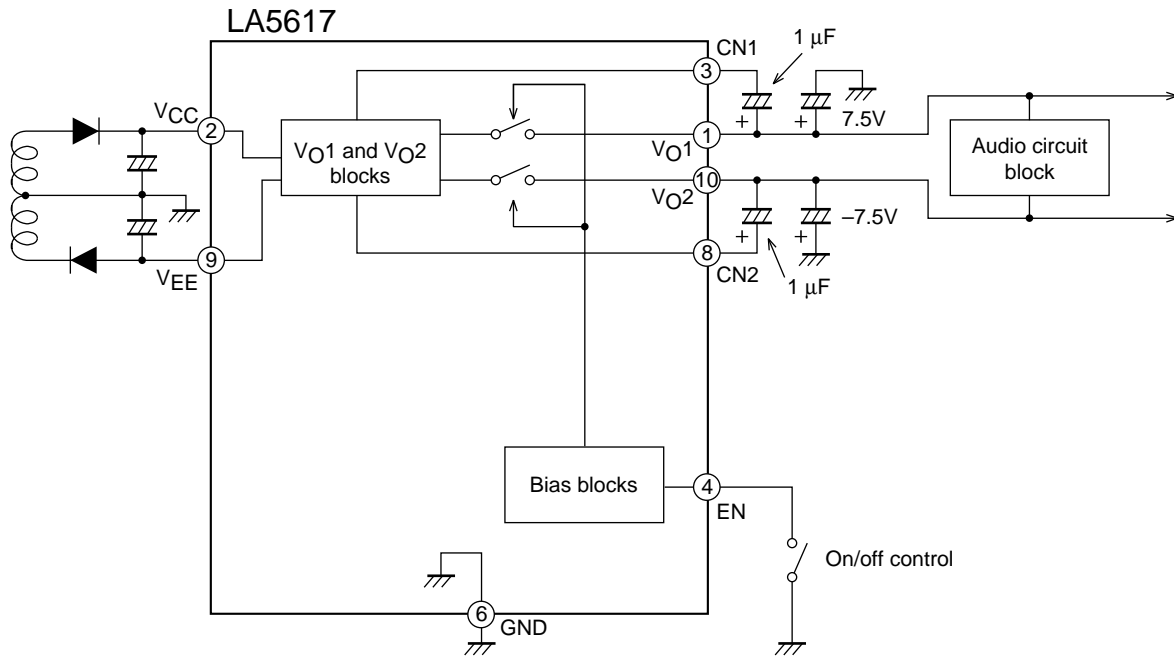 LA5617
CN1
1 μF
3
VCC
2
VO1 and VO2
blocks
1
VO1
+
+
7.5V
Audio circuit
block
10
VO2
+
+
–7.5V
9
VEE
8
CN2
1 μF
Bias blocks
4
EN
On/off control
6
GND